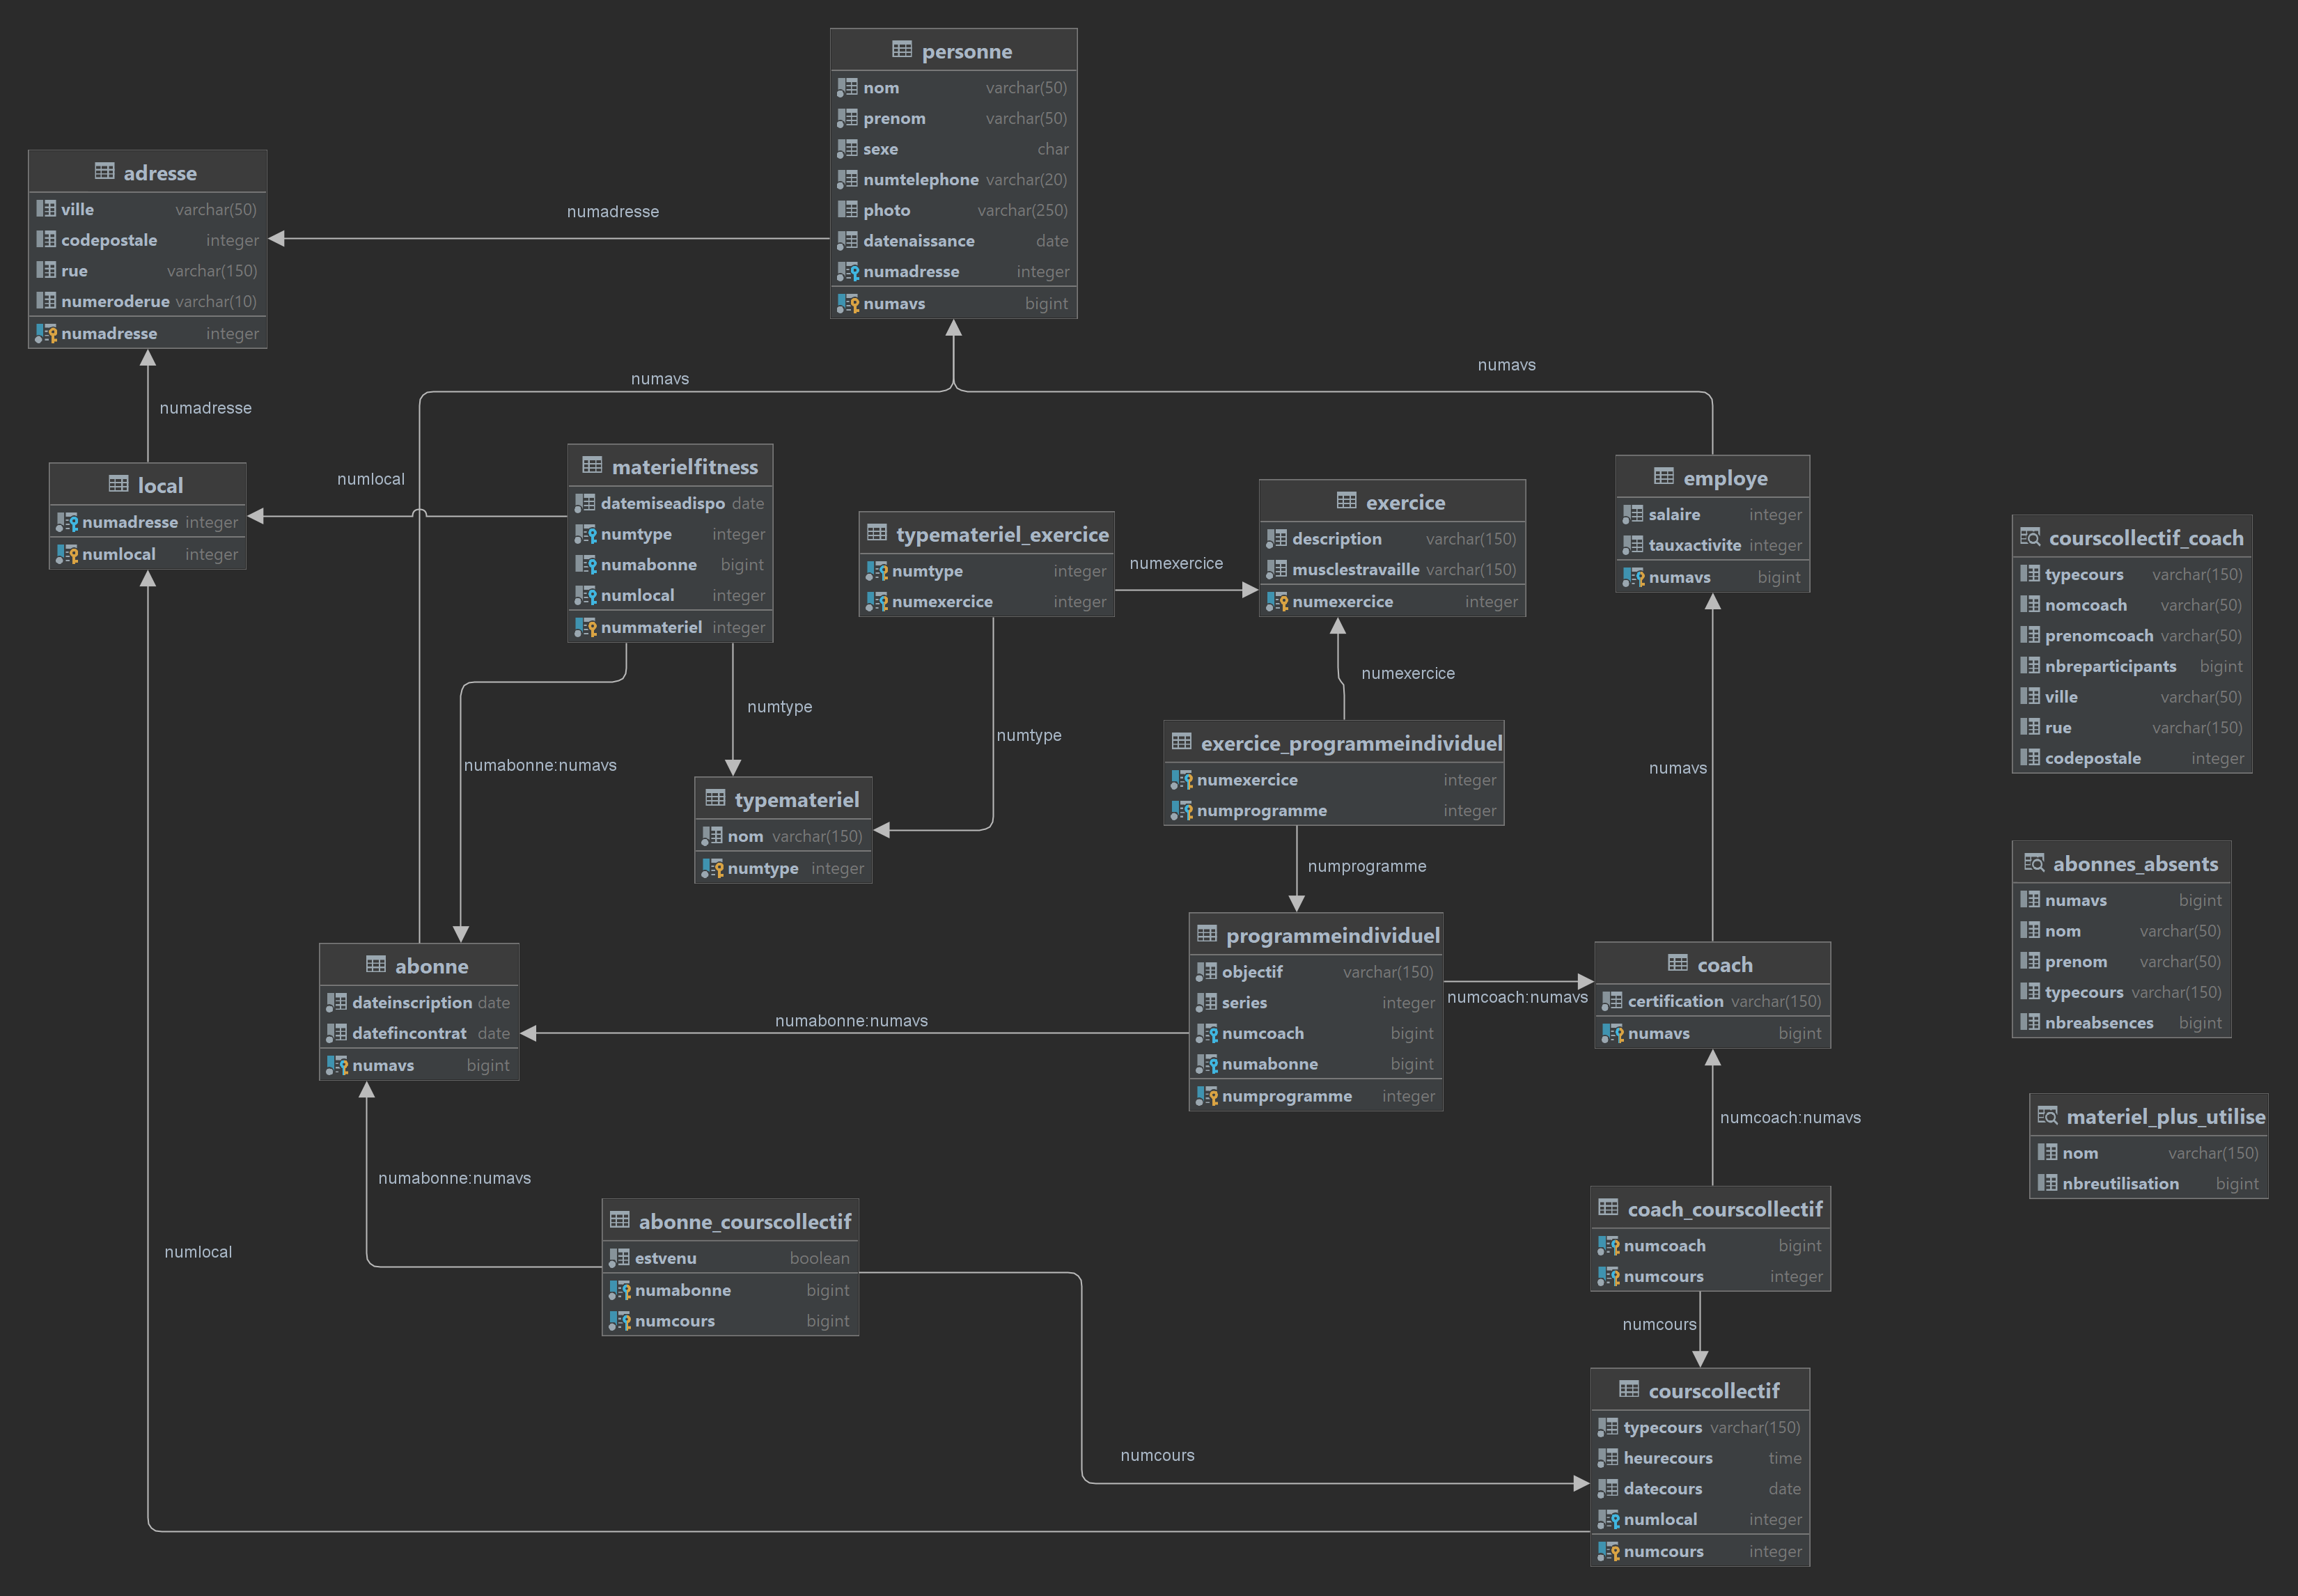 personne
nom varchar(50)
prenom varchar(50)
sexe char
numtelephone varchar(20)
photo varchar(250)
datenaissance date
numadresse integer
numavs bigint
adresse
ville varchar(50)
codepostale integer
rue varchar(150)
numeroderue varchar(10)
numadresse integer
numadresse
numadresse
numavs
numavs
local
numadresse integer
numlocal integer
numlocal
materielfitness
datemiseadispo date
numtype integer
numabonne bigint
numlocal integer
nummateriel integer
typemateriel_exercice
numtype integer
numexercice integer
numexercice
exercice
description varchar(150)
musclestravaille varchar(150)
numexercice integer
employe
salaire integer
tauxactivite integer
numavs bigint
courscollectif_coach
typecours varchar(150)
nomcoach varchar(50)
prenomcoach varchar(50)
nbreparticipants bigint
ville varchar(50)
rue varchar(150)
codepostale integer
numexercice
numtype
numtype
numabonne:numavs
numavs
exercice_programmeindividuel
numexercice integer
numprogramme integer
typemateriel
nom varchar(150)
numtype integer
numprogramme
abonnes_absents
numavs bigint
nom varchar(50)
prenom varchar(50)
typecours varchar(150)
nbreabsences bigint
abonne
dateinscription date
datefincontrat date
numavs bigint
numabonne:numavs
programmeindividuel
objectif varchar(150)
series integer
numcoach bigint
numabonne bigint
numprogramme integer
numcoach:numavs
coach
certification varchar(150)
numavs bigint
numcoach:numavs
materiel_plus_utilise
nom varchar(150)
nbreutilisation bigint
numabonne:numavs
numlocal
abonne_courscollectif
estvenu boolean
numabonne bigint
numcours bigint
coach_courscollectif
numcoach bigint
numcours integer
numcours
numcours
courscollectif
typecours varchar(150)
heurecours time
datecours date
numlocal integer
numcours integer